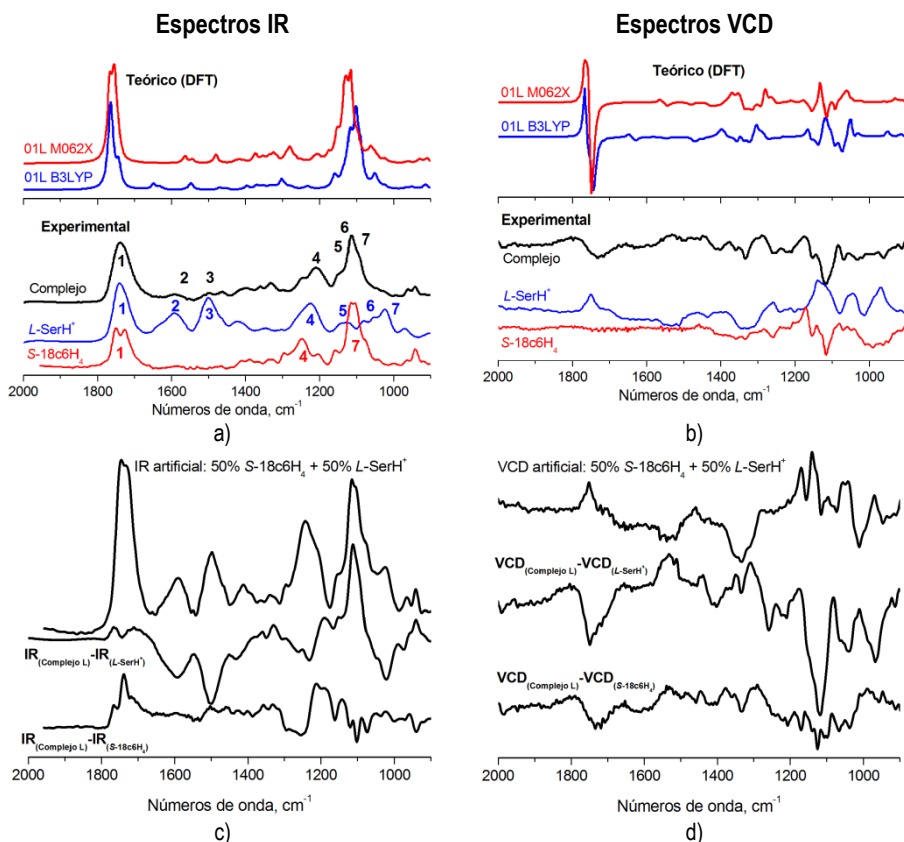 Espectros IR
Espectros VCD
Teórico (DFT)
01L M062X
01L B3LYP
Experimental
6
5
7
4
1
2
3
Complejo
1
2
3
4
5
6
7
L-SerH⁺
1
4
7
S-18c6H₄
2000 1800 1600 1400 1200 1000
Números de onda, cm⁻¹
a)
Teórico (DFT)
01L M062X
01L B3LYP
Experimental
Complejo
L-SerH⁺
S-18c6H₄
2000 1800 1600 1400 1200 1000
Números de onda, cm⁻¹
b)
IR artificial: 50% S-18c6H₄ + 50% L-SerH⁺
IR(Complejo L)-IR(L-SerH⁺)
IR(Complejo L)-IR(S-18c6H₄)
2000 1800 1600 1400 1200 1000
Números de onda, cm⁻¹
c)
VCD artificial: 50% S-18c6H₄ + 50% L-SerH⁺
VCD(Complejo L)-VCD(L-SerH⁺)
VCD(Complejo L)-VCD(S-18c6H₄)
2000 1800 1600 1400 1200 1000
Números de onda, cm⁻¹
d)